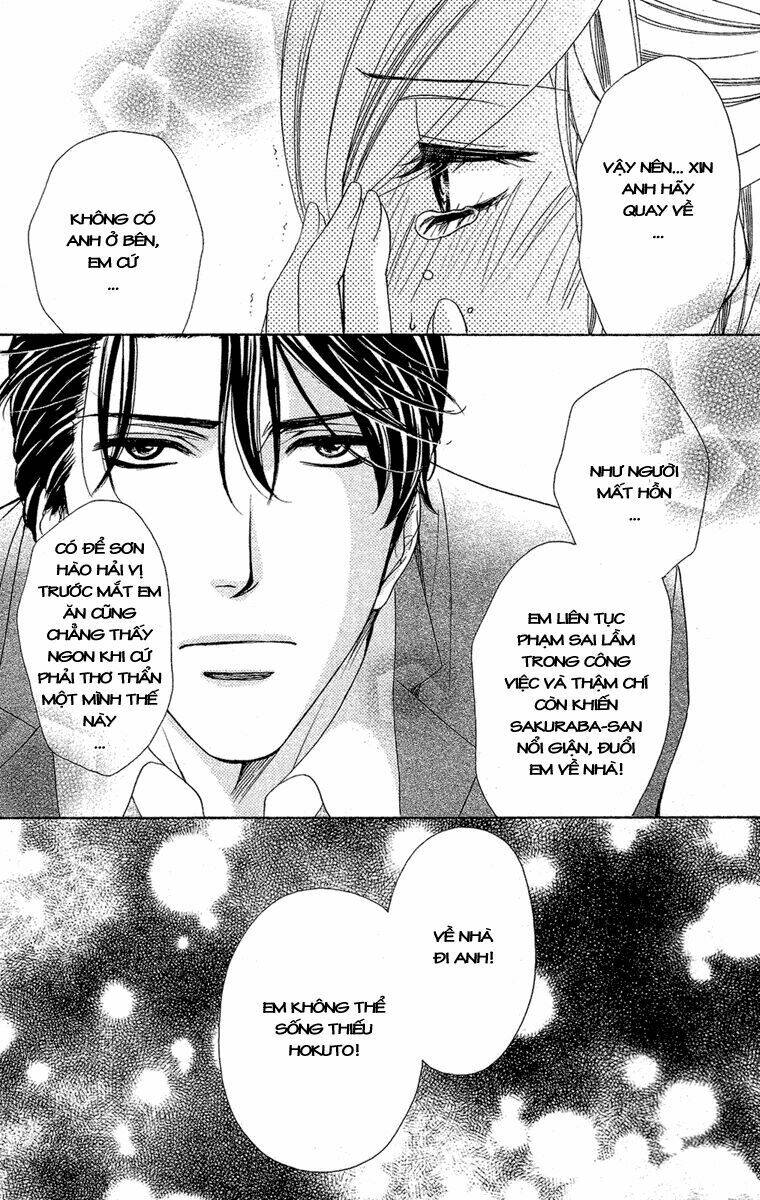 VẬY NÊN... XIN
ANH HÃY
QUAY VỀ
...
KHÔNG CÓ
ANH Ở BÊN,
EM CỨ
...
NHƯ NGƯỜI
MẤT HỒN
...
EM LIÊN TỤC
PHẠM SAI LẦM
TRONG CÔNG
VIỆC VÀ THẬM CHÍ
CÒN KHIẾN
SAKURABA-SAN
NỔI GIẬN, ĐUỔI
EM VỀ NHÀ!
CÓ ĐỂ SƠN
HÀO HẢI VỊ
TRƯỚC MẮT EM
ĂN CŨNG
CHẲNG THẤY
NGON KHI CỨ
PHẢI THƠ THẨN
MỘT MÌNH THẾ
NÀY
...
VỀ NHÀ
ĐI ANH!
EM KHÔNG THỂ
SỐNG THIẾU
HOKUTO!